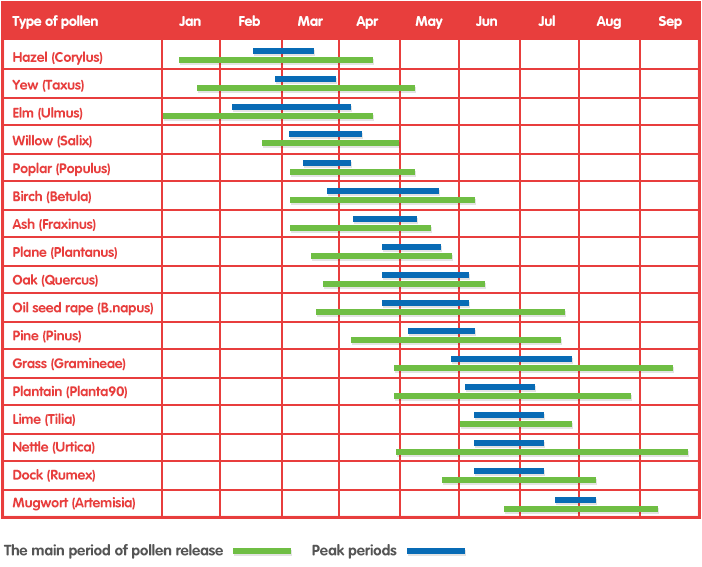 Type of pollen Jan Feb Mar Apr May Jun Jul Aug Sep
Hazel (Corylus)
Yew (Taxus)
Elm (Ulmus)
Willow (Salix)
Poplar (Populus)
Birch (Betula)
Ash (Fraxinus)
Plane (Plantanus)
Oak (Quercus)
Oil seed rape (B.napus)
Pine (Pinus)
Grass (Gramineae)
Plantain (Planta90)
Lime (Tilia)
Nettle (Urtica)
Dock (Rumex)
Mugwort (Artemisia)
The main period of pollen release Peak periods